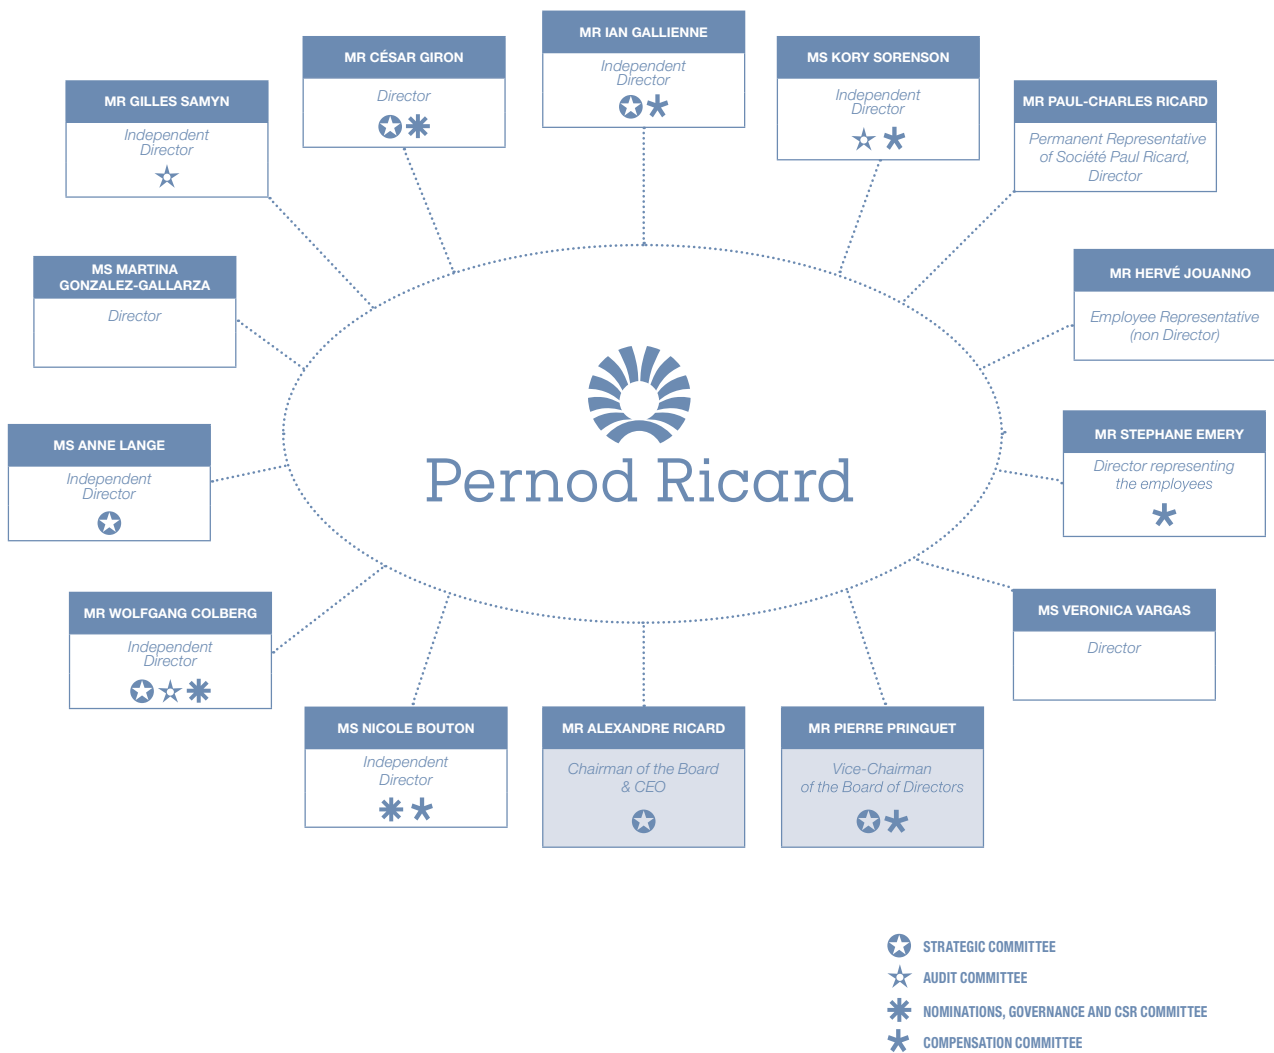 MR IAN GALLIENNE
Independent
Director
MR CÉSAR GIRON
Director
MS KORY SORENSON
Independent
Director
MR GILLES SAMYN
Independent
Director
MR PAUL-CHARLES RICARD
Permanent Representative
of Société Paul Ricard,
Director
MS MARTINA
GONZALEZ-GALLARZA
Director
MR HERVÉ JOUANNO
Employee Representative
(non Director)
Pernod Ricard
MS ANNE LANGE
Independent
Director
MR STEPHANE EMERY
Director representing
the employees
MR WOLFGANG COLBERG
Independent
Director
MS VERONICA VARGAS
Director
MS NICOLE BOUTON
Independent
Director
MR ALEXANDRE RICARD
Chairman of the Board
& CEO
MR PIERRE PRINGUET
Vice-Chairman
of the Board of Directors
STRATEGIC COMMITTEE
AUDIT COMMITTEE
NOMINATIONS, GOVERNANCE AND CSR COMMITTEE
COMPENSATION COMMITTEE